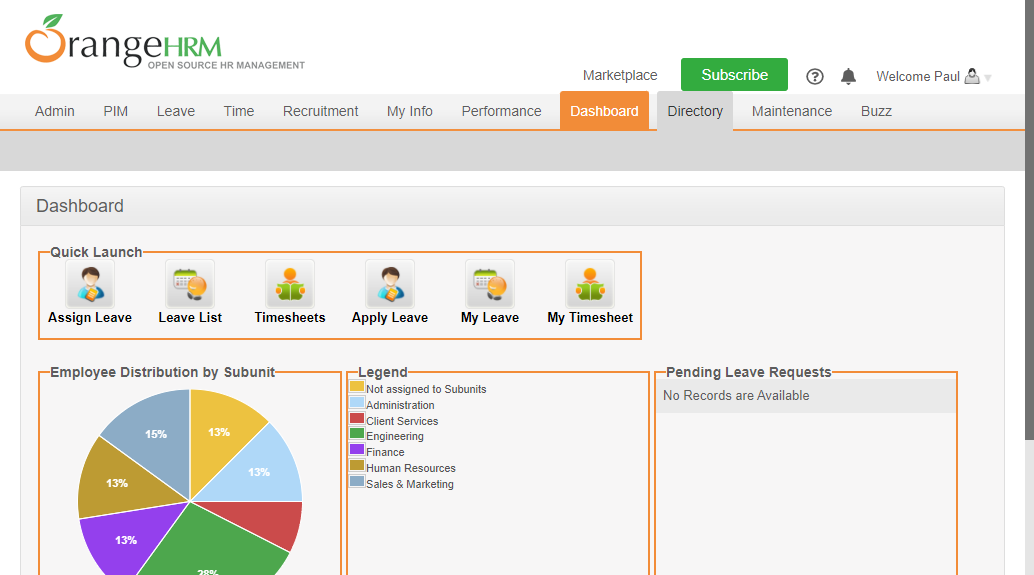 OrangeHRM
OPEN SOURCE HR MANAGEMENT
Marketplace Subscribe ? Welcome Paul
Admin PIM Leave Time Recruitment My Info Performance Dashboard Directory Maintenance Buzz
Dashboard
Quick Launch
Assign Leave Leave List Timesheets Apply Leave My Leave My Timesheet
Employee Distribution by Subunit
15%
13%
13%
13%
13%
28%
Legend
Not assigned to Subunits
Administration
Client Services
Engineering
Finance
Human Resources
Sales & Marketing
Pending Leave Requests
No Records are Available